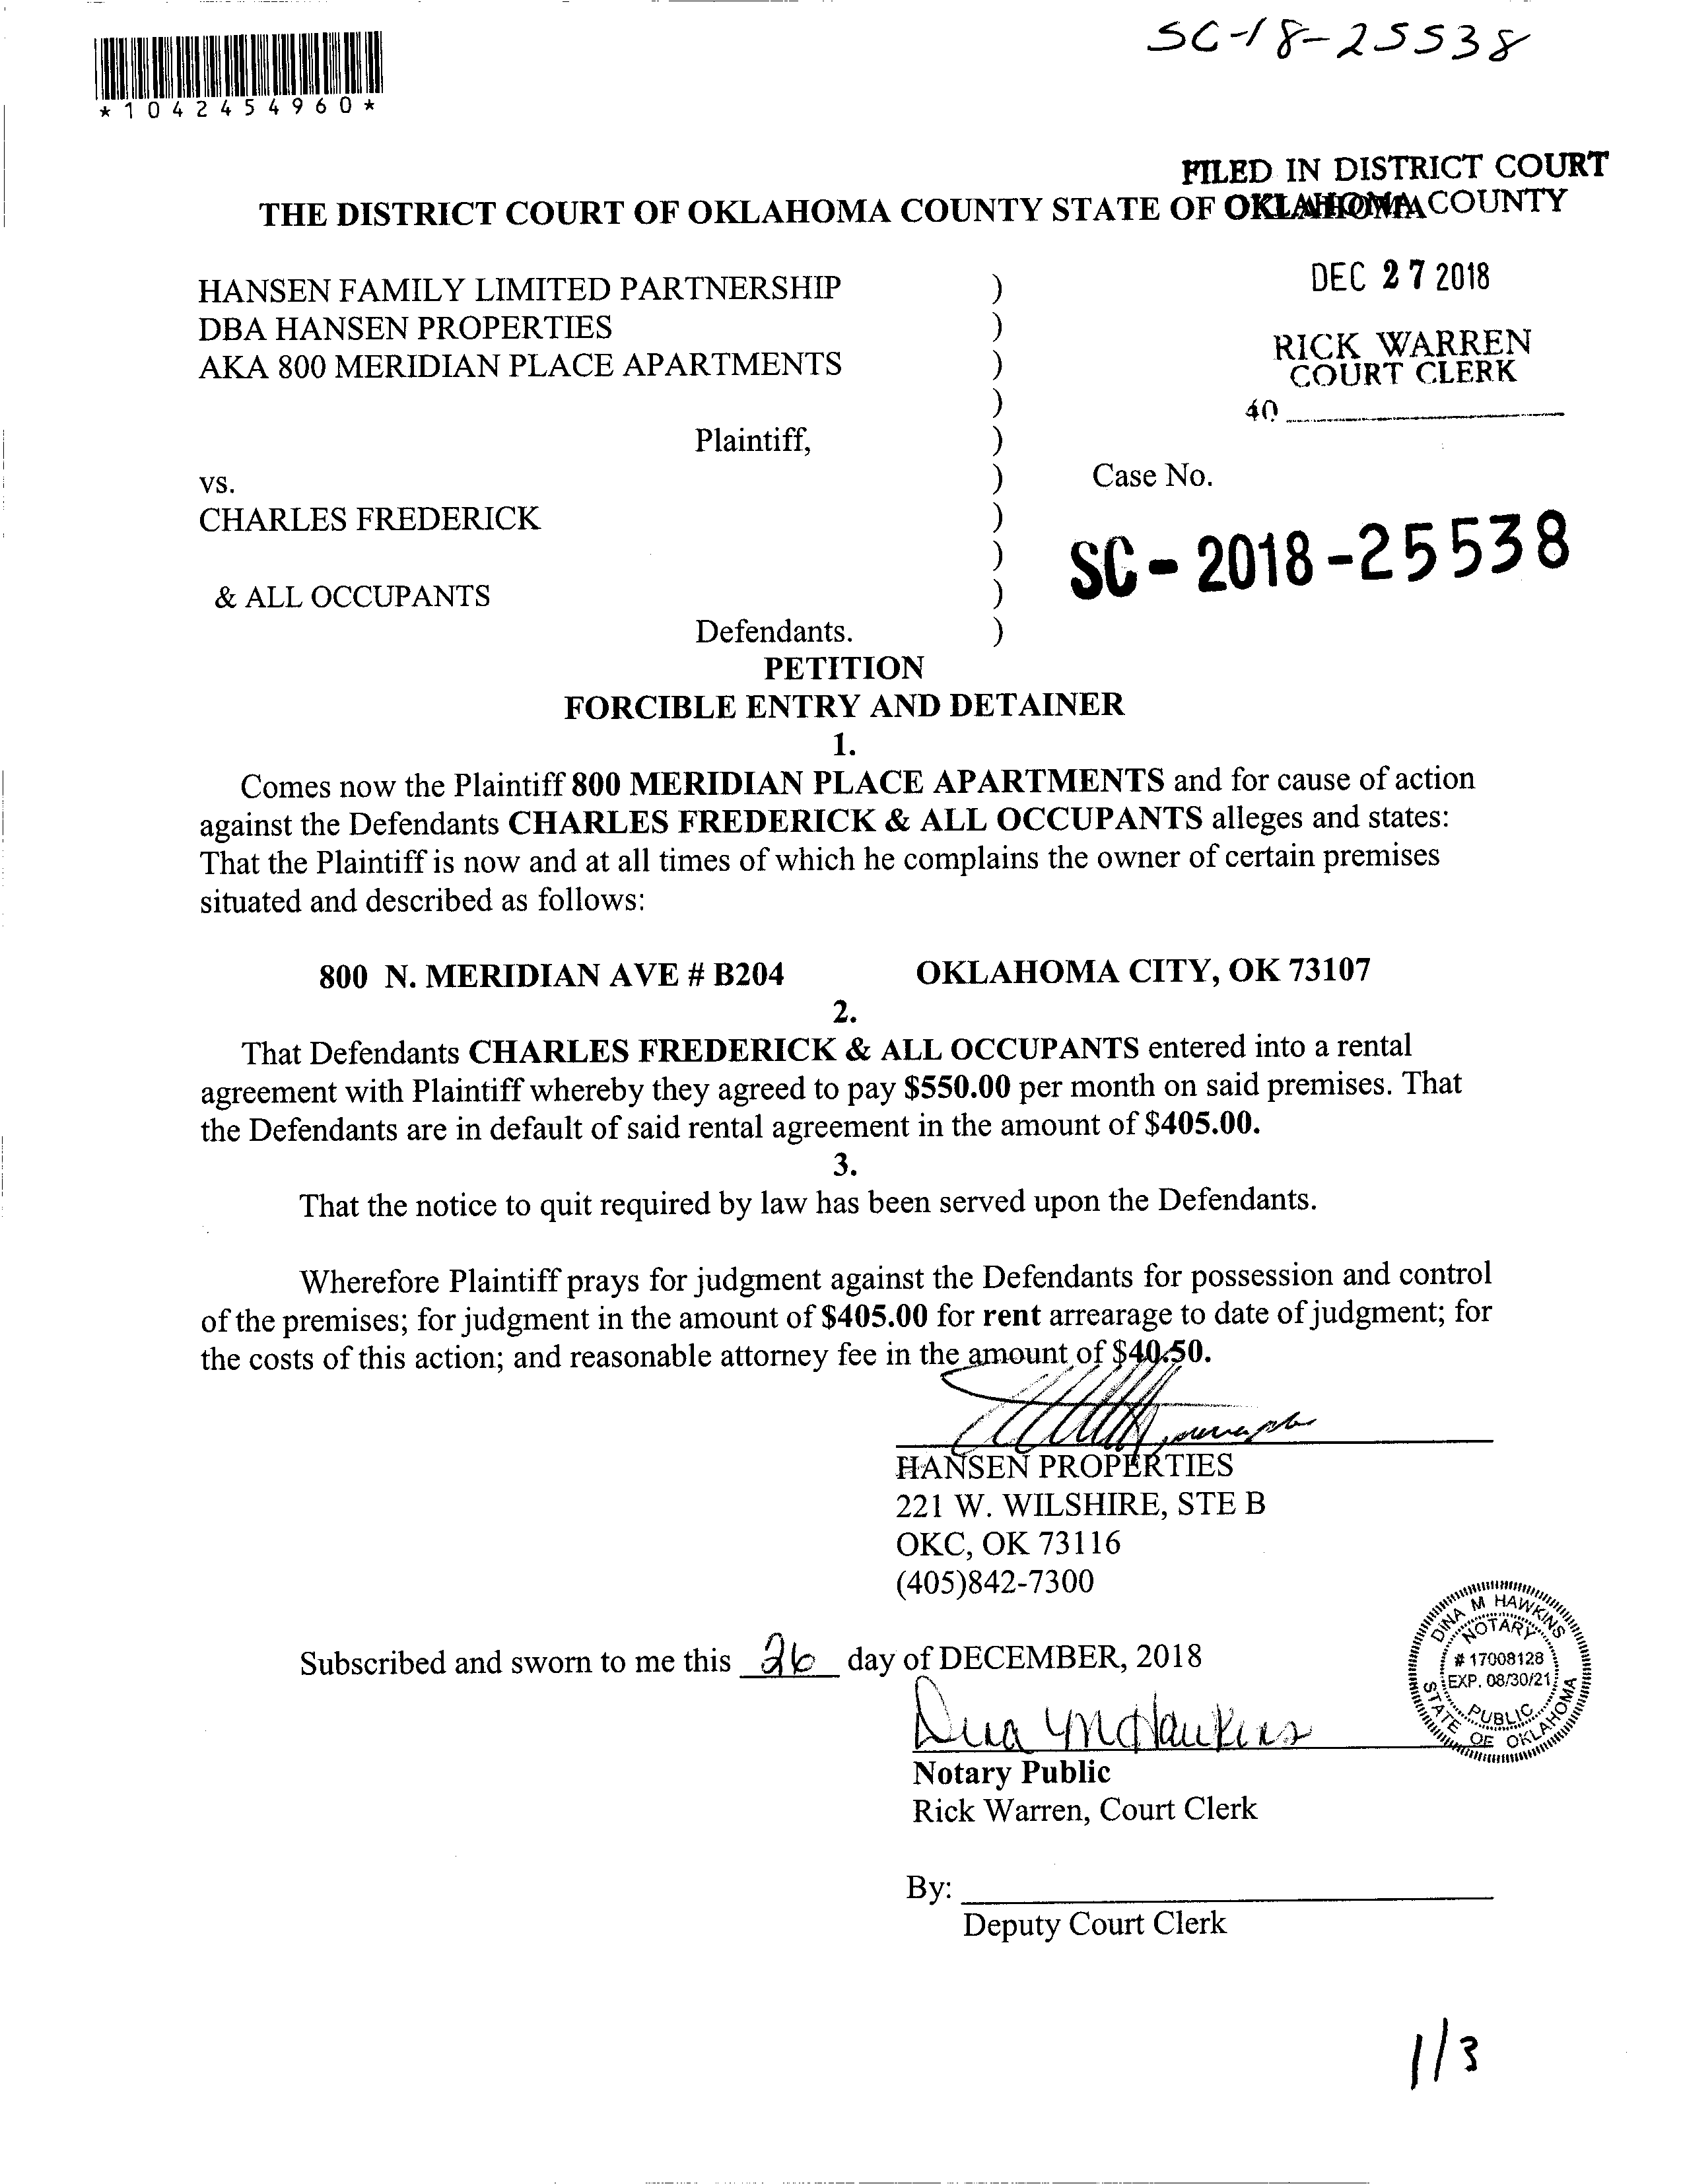 SC-18-25538
*1042454960*
FILED IN DISTRICT COURT
OKLAHOMA COUNTY
THE DISTRICT COURT OF OKLAHOMA COUNTY STATE OF OKLAHOMA
DEC 27 2018
HANSEN FAMILY LIMITED PARTNERSHIP )
DBA HANSEN PROPERTIES )
RICK WARREN
COURT CLERK
AKA 800 MERIDIAN PLACE APARTMENTS )
)
40
Plaintiff, )
vs. ) Case No.
CHARLES FREDERICK )
)
SC-2018-25538
& ALL OCCUPANTS )
Defendants. )
PETITION
FORCIBLE ENTRY AND DETAINER
1.
Comes now the Plaintiff 800 MERIDIAN PLACE APARTMENTS and for cause of action
against the Defendants CHARLES FREDERICK & ALL OCCUPANTS alleges and states:
That the Plaintiff is now and at all times of which he complains the owner of certain premises
situated and described as follows:
800 N. MERIDIAN AVE # B204 OKLAHOMA CITY, OK 73107
2.
That Defendants CHARLES FREDERICK & ALL OCCUPANTS entered into a rental
agreement with Plaintiff whereby they agreed to pay $550.00 per month on said premises. That
the Defendants are in default of said rental agreement in the amount of $405.00.
3.
That the notice to quit required by law has been served upon the Defendants.
Wherefore Plaintiff prays for judgment against the Defendants for possession and control
of the premises; for judgment in the amount of $405.00 for rent arrearage to date of judgment; for
the costs of this action; and reasonable attorney fee in the amount of $40.50.
HANSEN PROPERTIES
221 W. WILSHIRE, STE B
OKC, OK 73116
(405)842-7300
DINA M HAWKINS
NOTARY
# 17008128
EXP. 08/30/21
PUBLIC
STATE OF OKLAHOMA
Subscribed and sworn to me this 26 day of DECEMBER, 2018
Dina M Hawkins
Notary Public
Rick Warren, Court Clerk
By:
Deputy Court Clerk
1/3